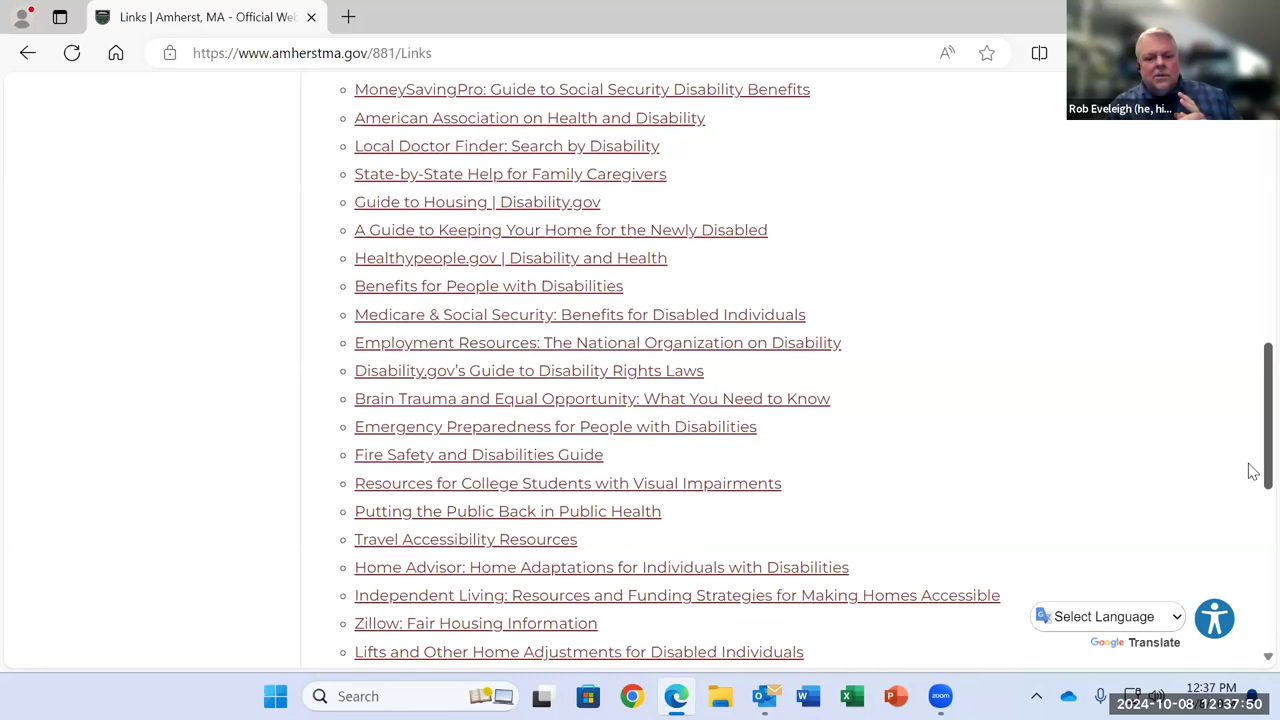 Links | Amherst, MA - Official Web
https://www.amherstma.gov/881/Links
Rob Eveleigh (he, hi...
MoneySavingPro: Guide to Social Security Disability Benefits
American Association on Health and Disability
Local Doctor Finder: Search by Disability
State-by-State Help for Family Caregivers
Guide to Housing | Disability.gov
A Guide to Keeping Your Home for the Newly Disabled
Healthypeople.gov | Disability and Health
Benefits for People with Disabilities
Medicare & Social Security: Benefits for Disabled Individuals
Employment Resources: The National Organization on Disability
Disability.gov's Guide to Disability Rights Laws
Brain Trauma and Equal Opportunity: What You Need to Know
Emergency Preparedness for People with Disabilities
Fire Safety and Disabilities Guide
Resources for College Students with Visual Impairments
Putting the Public Back in Public Health
Travel Accessibility Resources
Home Advisor: Home Adaptations for Individuals with Disabilities
Independent Living: Resources and Funding Strategies for Making Homes Accessible
Zillow: Fair Housing Information
Lifts and Other Home Adjustments for Disabled Individuals
Select Language
Google Translate
Search
zoom
12:37 PM
2024-10-08 12:37:50